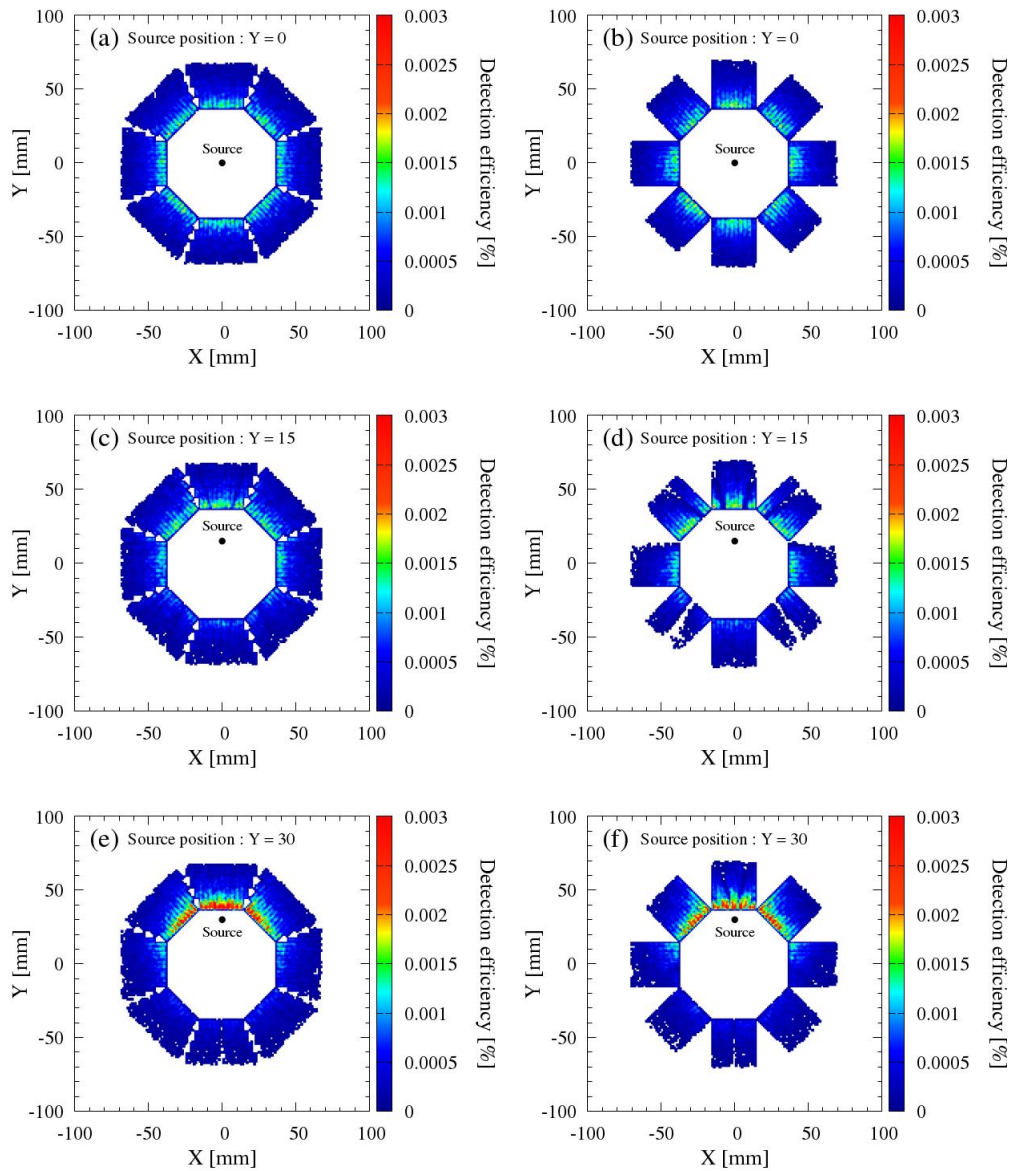 (a) Source position : Y = 0
Source
100
50
0
-50
-100
Y [mm]
-100 -50 0 50 100
X [mm]
0.003
0.0025
0.002
0.0015
0.001
0.0005
0
Detection efficiency [%]
(b) Source position : Y = 0
Source
100
50
0
-50
-100
Y [mm]
-100 -50 0 50 100
X [mm]
0.003
0.0025
0.002
0.0015
0.001
0.0005
0
Detection efficiency [%]
(c) Source position : Y = 15
Source
100
50
0
-50
-100
Y [mm]
-100 -50 0 50 100
X [mm]
0.003
0.0025
0.002
0.0015
0.001
0.0005
0
Detection efficiency [%]
(d) Source position : Y = 15
Source
100
50
0
-50
-100
Y [mm]
-100 -50 0 50 100
X [mm]
0.003
0.0025
0.002
0.0015
0.001
0.0005
0
Detection efficiency [%]
(e) Source position : Y = 30
Source
100
50
0
-50
-100
Y [mm]
-100 -50 0 50 100
X [mm]
0.003
0.0025
0.002
0.0015
0.001
0.0005
0
Detection efficiency [%]
(f) Source position : Y = 30
Source
100
50
0
-50
-100
Y [mm]
-100 -50 0 50 100
X [mm]
0.003
0.0025
0.002
0.0015
0.001
0.0005
0
Detection efficiency [%]